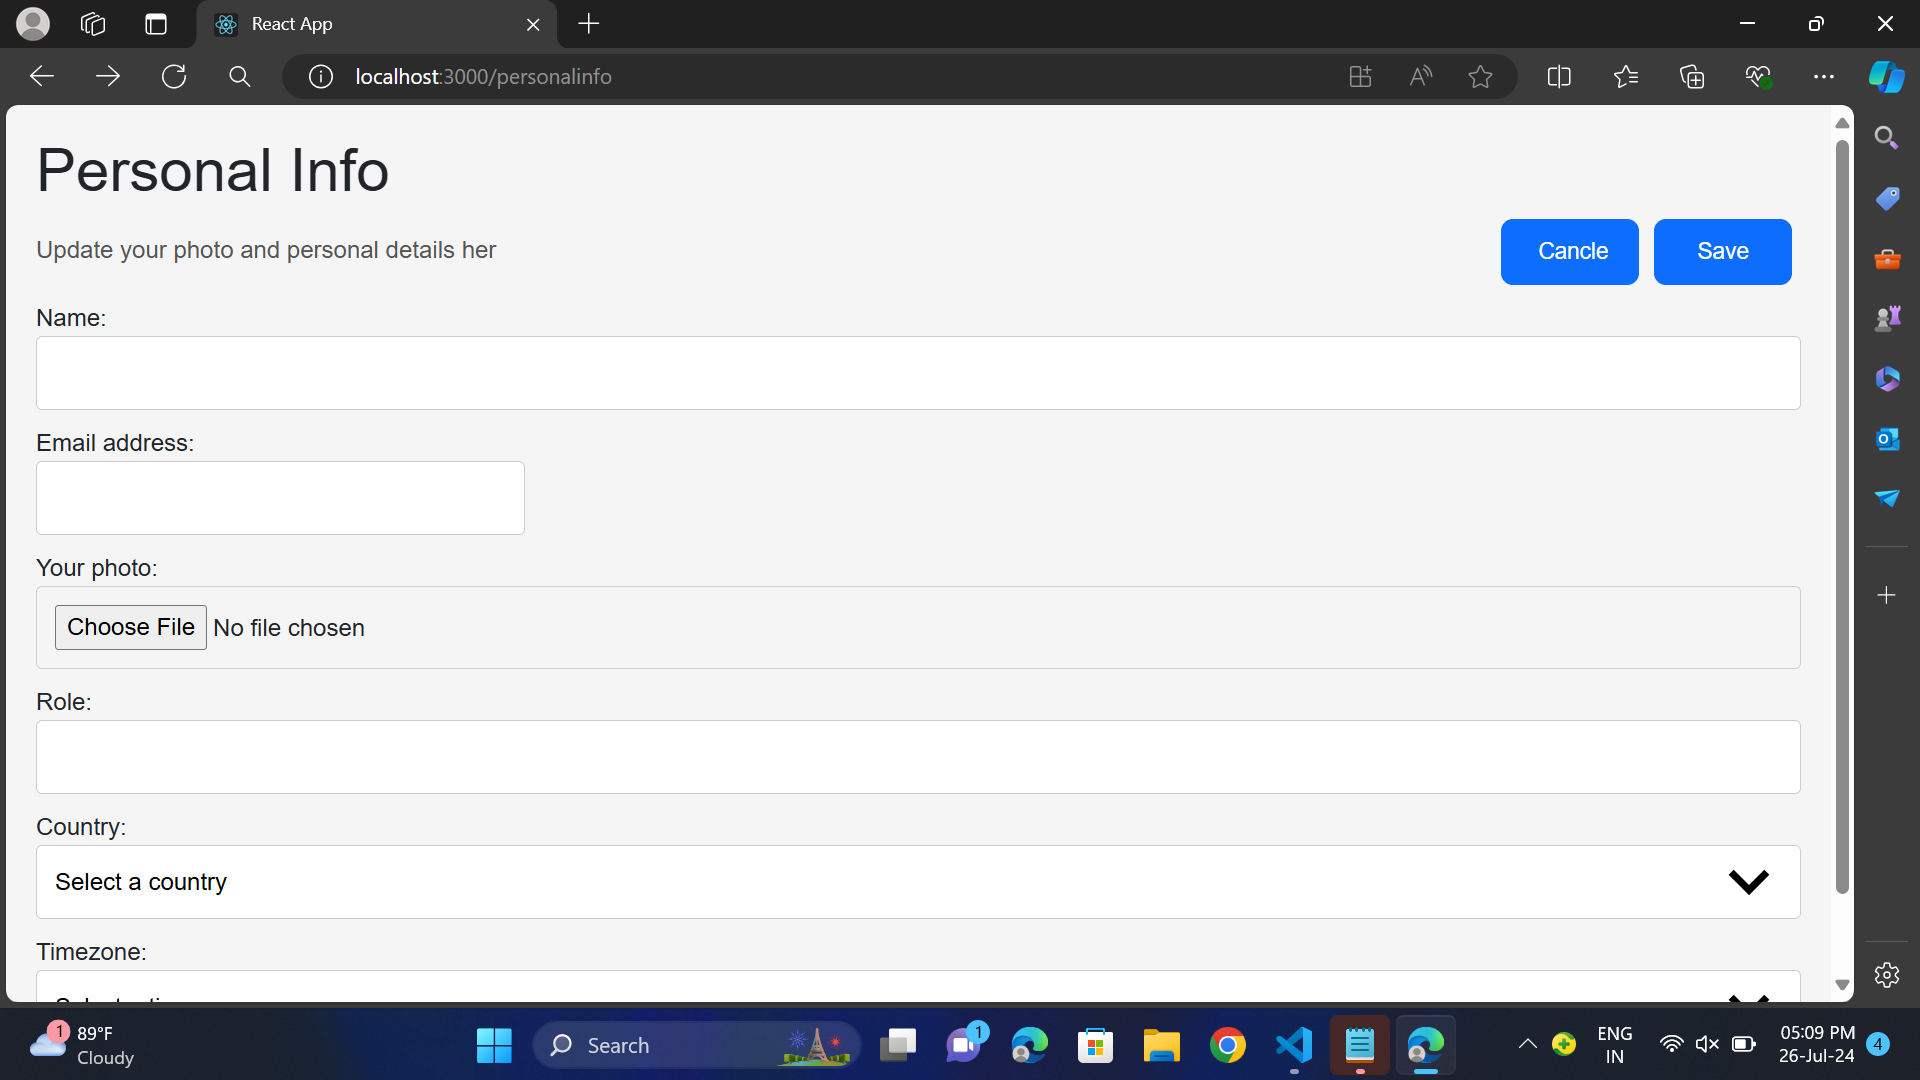 React App
localhost:3000/personalinfo
Personal Info
Update your photo and personal details her
Cancle
Save
Name:
Email address:
Your photo:
Choose File No file chosen
Role:
Country:
Select a country
Timezone:
1
89°F
Cloudy
Search
1
ENG
IN
05:09 PM
26-Jul-24
4